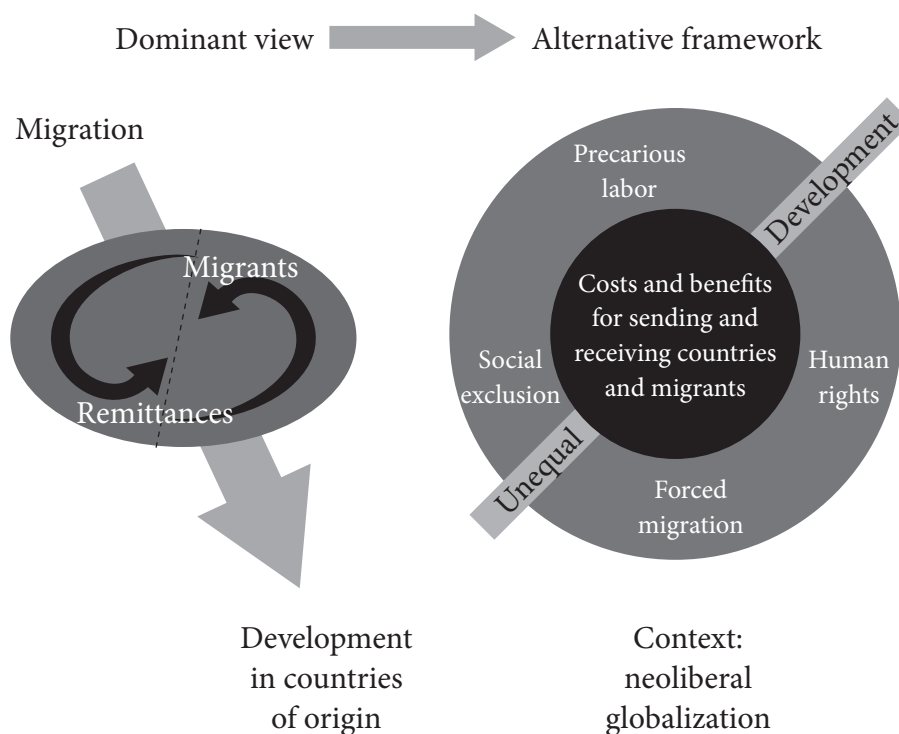 Dominant view
Alternative framework
Migration
Migrants
Remittances
Development
in countries
of origin
Precarious
labor
Development
Costs and benefits
for sending and
receiving countries
and migrants
Social
exclusion
Human
rights
Unequal
Forced
migration
Context:
neoliberal
globalization